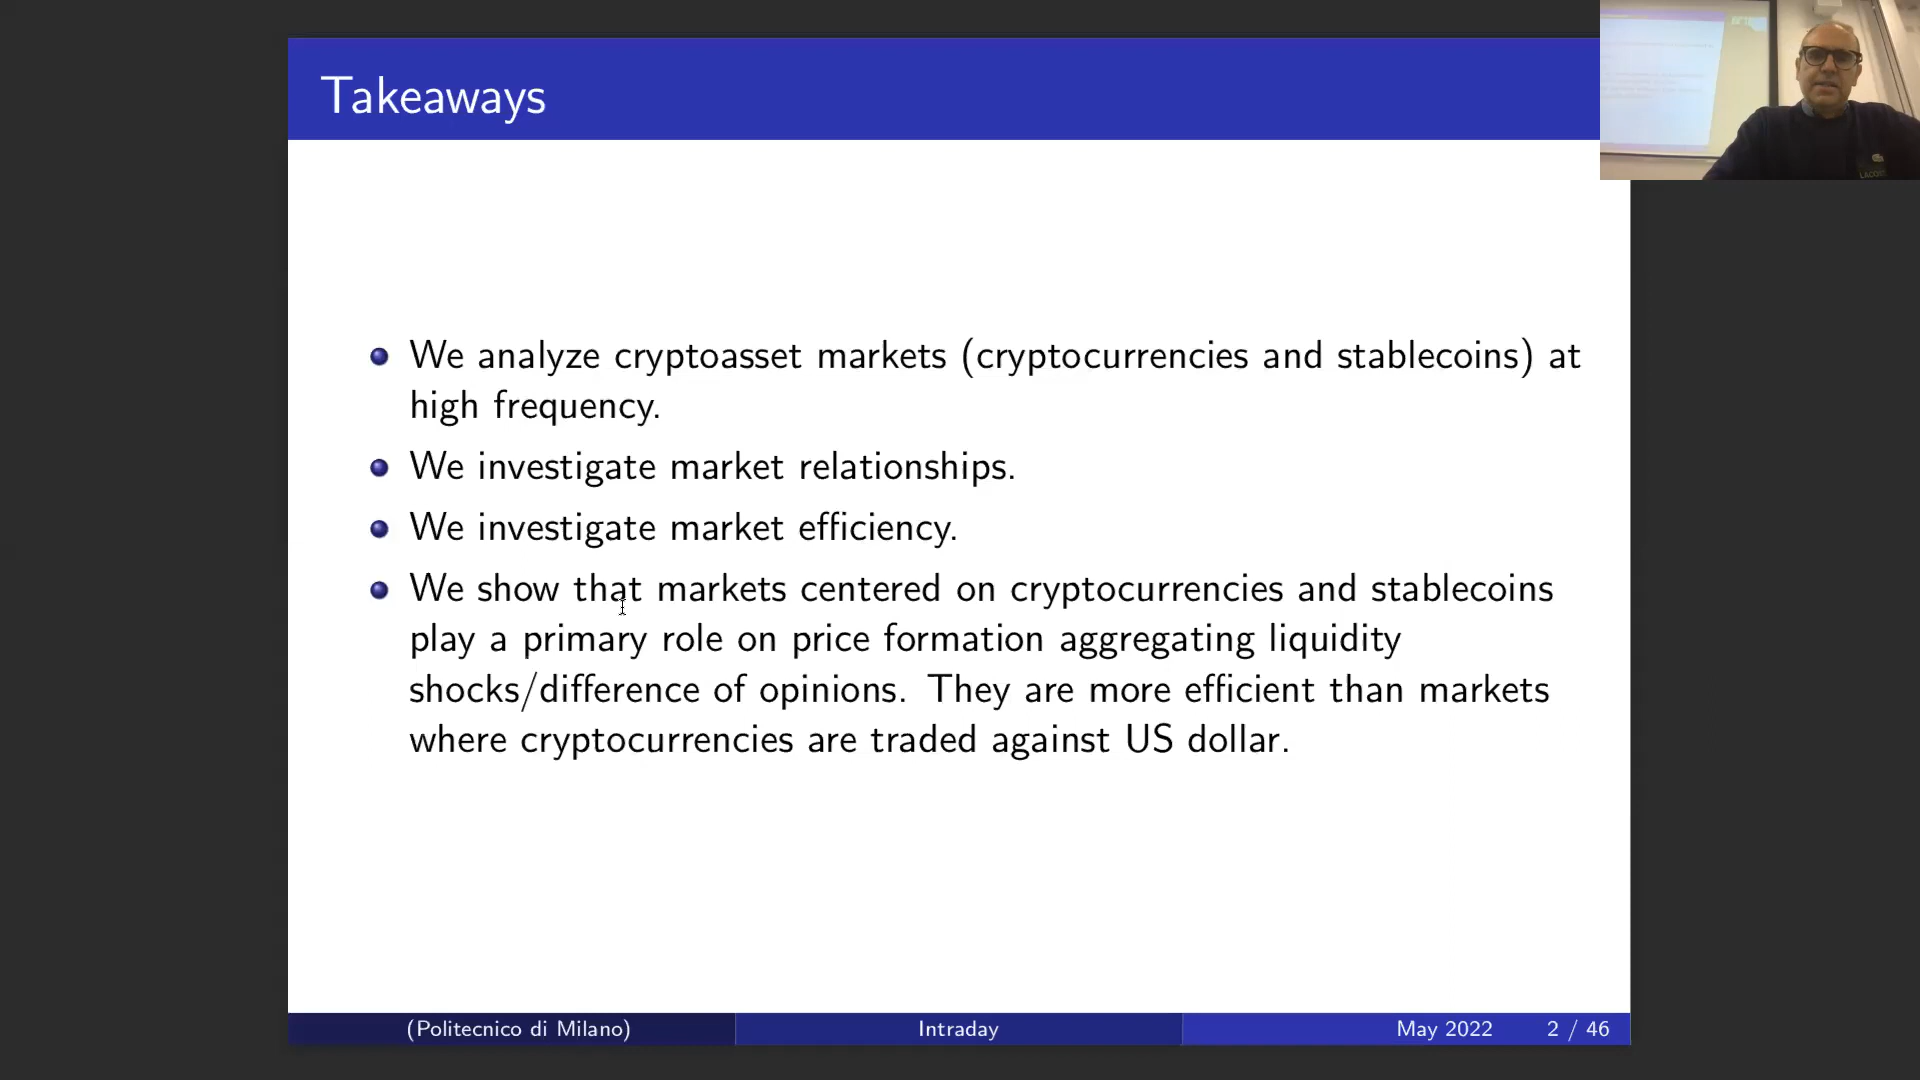 Takeaways
We analyze cryptoasset markets (cryptocurrencies and stablecoins) at
high frequency.
We investigate market relationships.
We investigate market efficiency.
We show that markets centered on cryptocurrencies and stablecoins
play a primary role on price formation aggregating liquidity
shocks/difference of opinions. They are more efficient than markets
where cryptocurrencies are traded against US dollar.
(Politecnico di Milano) Intraday May 2022 2 / 46